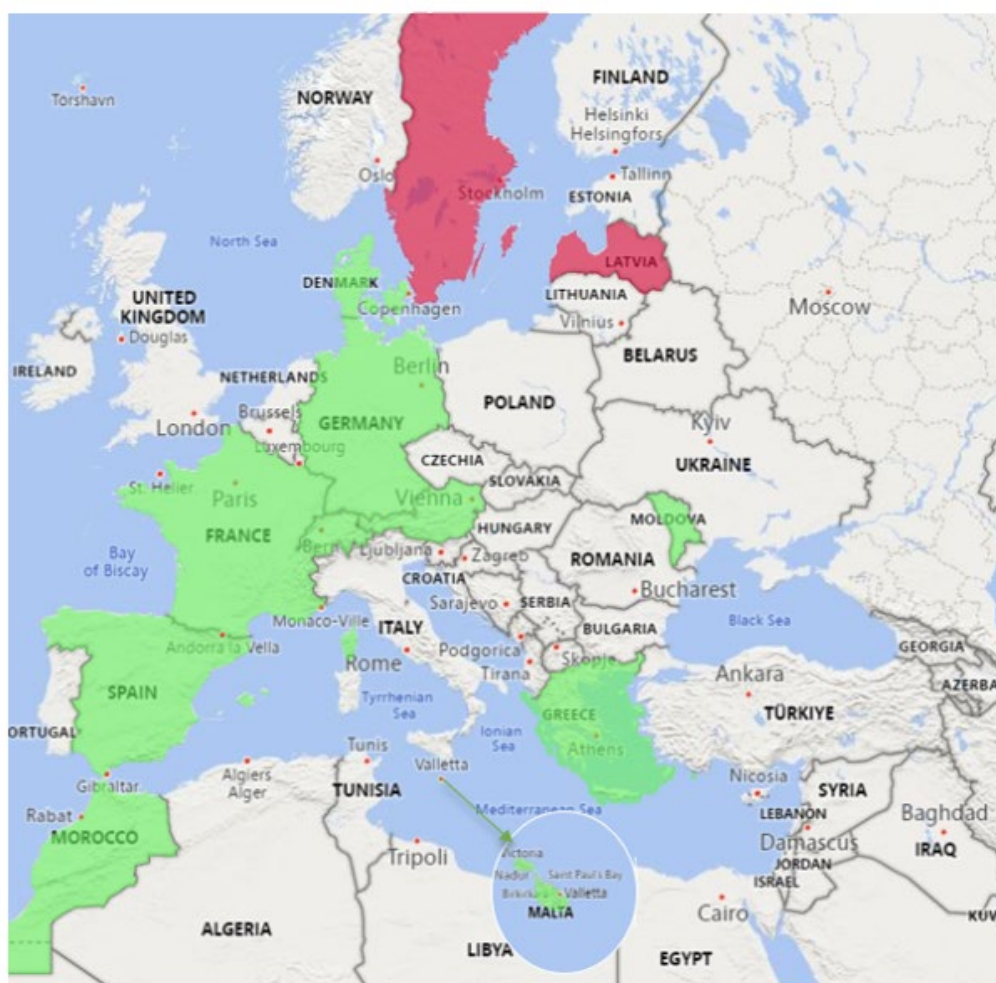 Torshavn
NORWAY
FINLAND
Helsinki
Helsingfors
Oslo
Stockholm
Tallinn
ESTONIA
North Sea
LATVIA
DENMARK
Copenhagen
LITHUANIA
Vilnius
Moscow
UNITED
KINGDOM
Douglas
IRELAND
BELARUS
NETHERLANDS
Berlin
POLAND
London
Brussels
GERMANY
Kyiv
Luxembourg
CZECHIA
UKRAINE
SLOVAKIA
St. Helier
Paris
Vienna
MOLDOVA
FRANCE
HUNGARY
Bern
Ljubljana
Zagreb
ROMANIA
Bay
of Biscay
CROATIA
Sarajevo
SERBIA
Bucharest
Monaco-Ville
ITALY
BULGARIA
Black Sea
Andorra la Vella
Rome
Podgorica
Skopje
GEORGIA
Tirana
Ankara
AZERBA
SPAIN
Tyrrhenian
Sea
GREECE
TÜRKIYE
ORTUGAL
Ionian
Sea
Athens
Tunis
Valletta
Gibraltar
Algiers
Alger
TUNISIA
Nicosia
SYRIA
Rabat
MOROCCO
Mediterranean Sea
LEBANON
Baghdad
Damascus
Tripoli
Victoria
JORDAN
IRAQ
Nadur
Saint Paul's Bay
ISRAEL
Valletta
MALTA
Cairo
KUW
ALGERIA
LIBYA
EGYPT